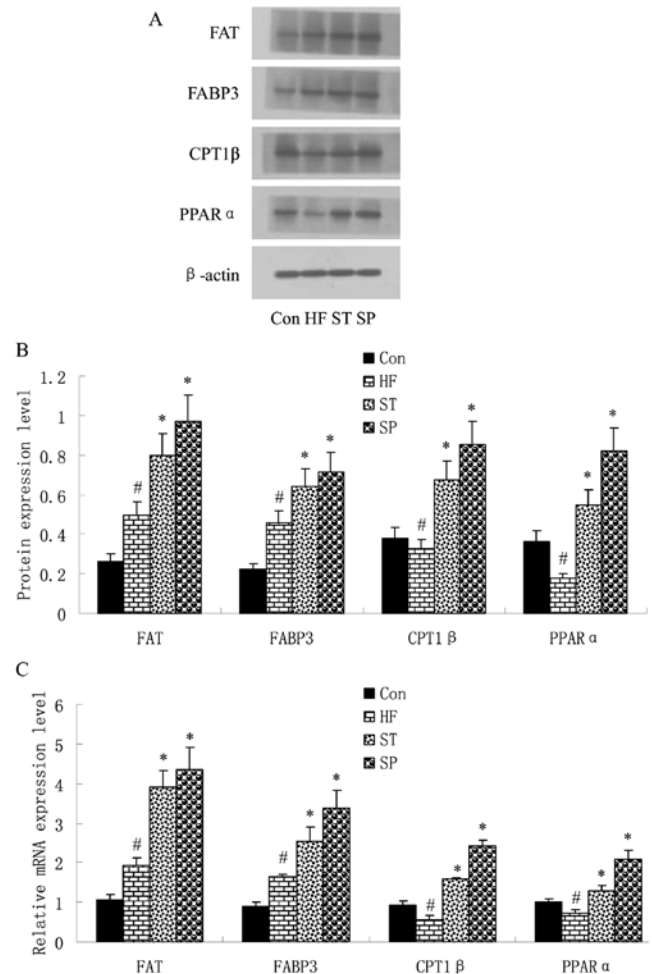 A
FAT
FABP3
CPT1β
PPAR α
β-actin
Con HF ST SP
B
Con
HF
ST
SP
Protein expression level
1.2
1
0.8
0.6
0.4
0.2
0
# * *
# * *
# * *
# * *
FAT FABP3 CPT1 β PPAR α
C
Con
HF
ST
SP
Relative mRNA expression level
6
5
4
3
2
1
0
# * *
# * *
# * *
# * *
FAT FABP3 CPT1 β PPAR α